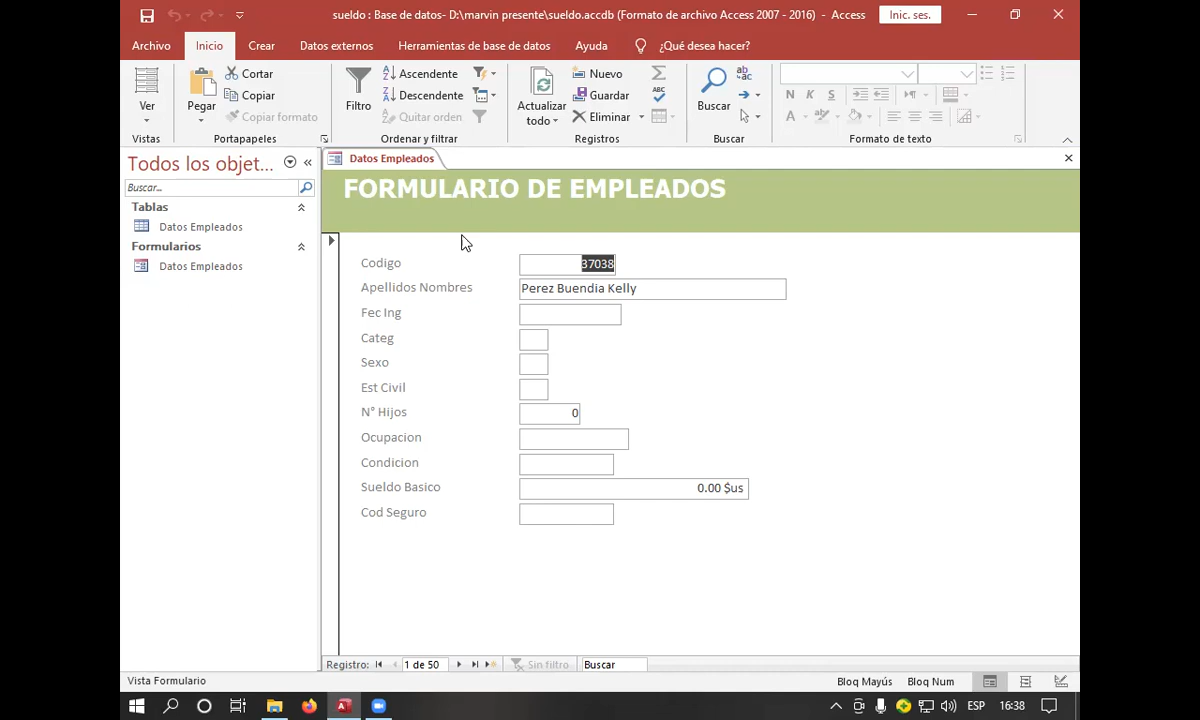 sueldo : Base de datos- D:\marvin presente\sueldo.accdb (Formato de archivo Access 2007 - 2016) - Access
Inic. ses.
Archivo Inicio Crear Datos externos Herramientas de base de datos Ayuda ¿Qué desea hacer?
Ver
Vistas
Pegar
Cortar
Copiar
Copiar formato
Portapapeles
Filtro
Ascendente
Descendente
Quitar orden
Ordenar y filtrar
Actualizar
todo
Nuevo
Guardar
Eliminar
Registros
Buscar
Buscar
N K S
A
Formato de texto
Todos los objet...
Buscar...
Tablas
Datos Empleados
Formularios
Datos Empleados
Datos Empleados
FORMULARIO DE EMPLEADOS
Codigo 37038
Apellidos Nombres Perez Buendia Kelly
Fec Ing
Categ
Sexo
Est Civil
N° Hijos 0
Ocupacion
Condicion
Sueldo Basico 0.00 $us
Cod Seguro
Registro: 1 de 50 Sin filtro Buscar
Vista Formulario Bloq Mayús Bloq Num
ESP 16:38